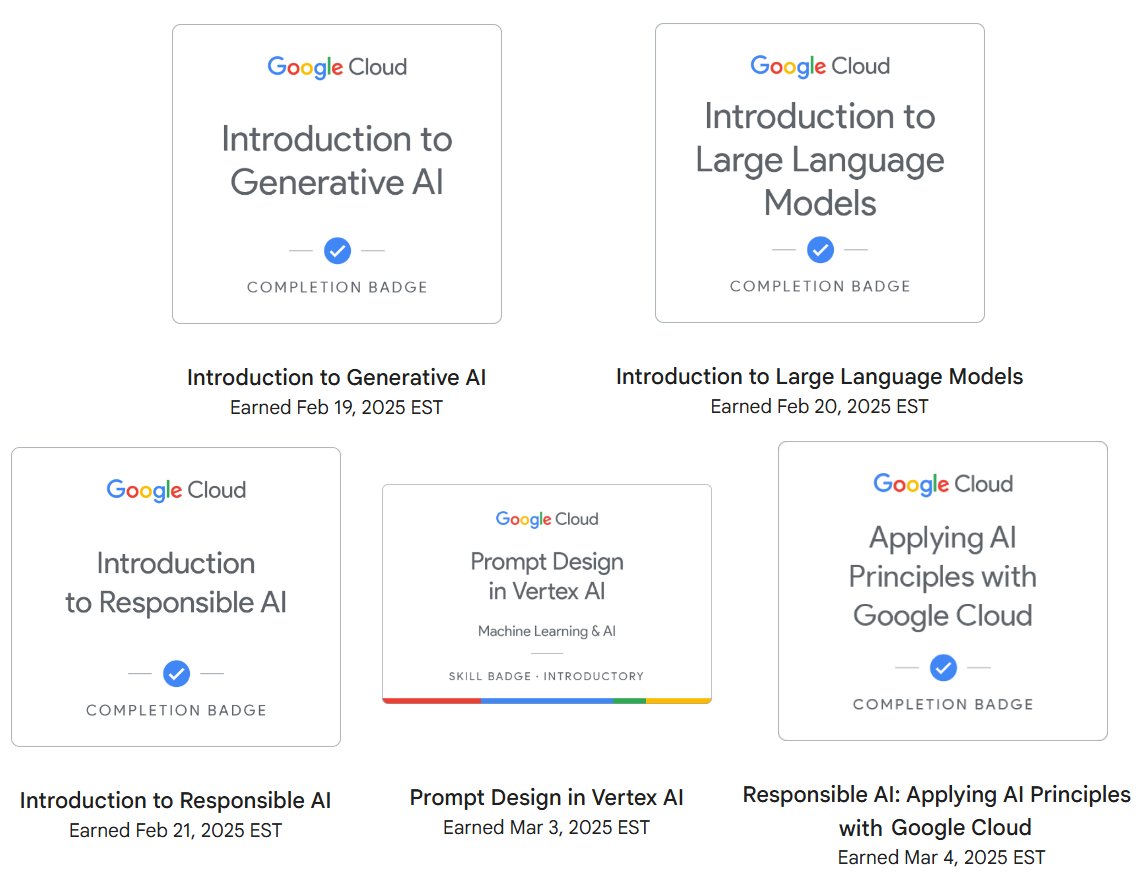 Google Cloud
Introduction to
Generative AI
COMPLETION BADGE
Introduction to Generative AI
Earned Feb 19, 2025 EST
Google Cloud
Introduction to
Large Language
Models
COMPLETION BADGE
Introduction to Large Language Models
Earned Feb 20, 2025 EST
Google Cloud
Introduction
to Responsible AI
COMPLETION BADGE
Introduction to Responsible AI
Earned Feb 21, 2025 EST
Google Cloud
Prompt Design
in Vertex AI
Machine Learning & AI
SKILL BADGE · INTRODUCTORY
Prompt Design in Vertex AI
Earned Mar 3, 2025 EST
Google Cloud
Applying AI
Principles with
Google Cloud
COMPLETION BADGE
Responsible AI: Applying AI Principles
with Google Cloud
Earned Mar 4, 2025 EST